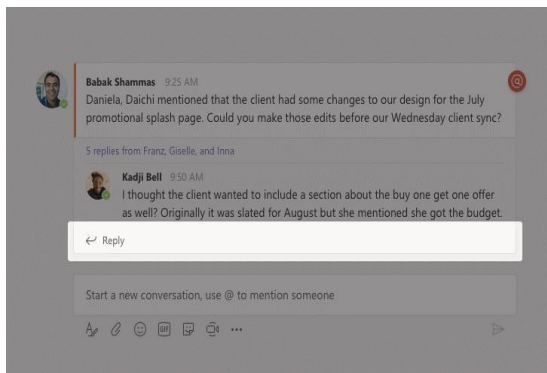 Babak Shammas 9:25 AM
@
Daniela, Daichi mentioned that the client had some changes to our design for the July
promotional splash page. Could you make those edits before our Wednesday client sync?
5 replies from Franz, Giselle, and Inna
Kadji Bell 9:50 AM
I thought the client wanted to include a section about the buy one get one offer
as well? Originally it was slated for August but she mentioned she got the budget.
Reply
Start a new conversation, use @ to mention someone
GIF